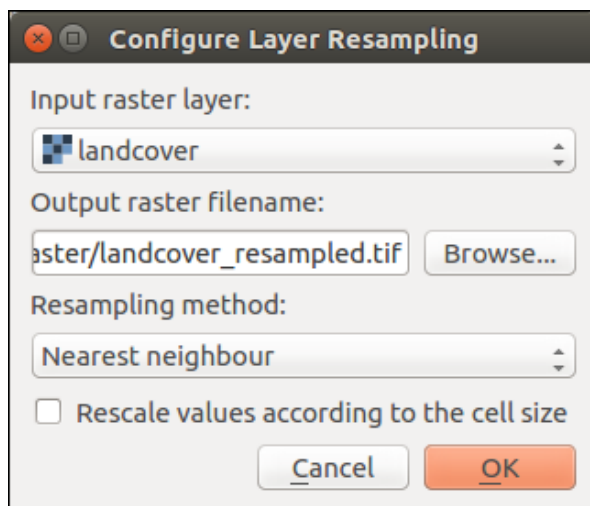 Configure Layer Resampling
Input raster layer:
landcover
Output raster filename:
aster/landcover_resampled.tif Browse...
Resampling method:
Nearest neighbour
Rescale values according to the cell size
Cancel OK